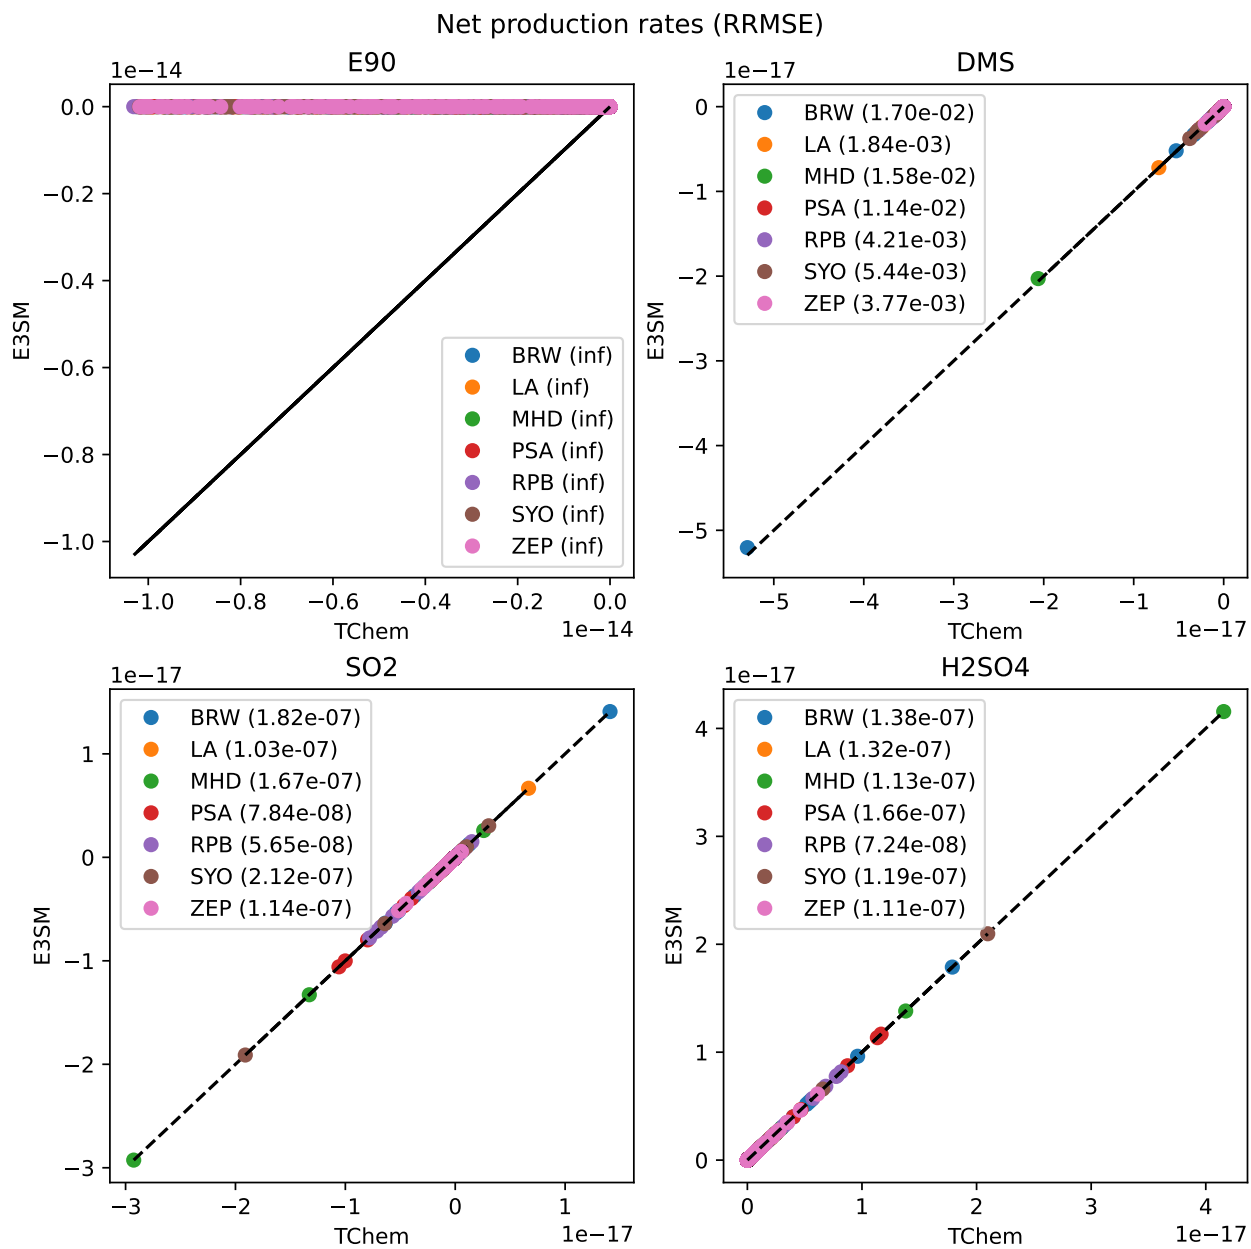 Net production rates (RRMSE)
E90
1e−14
0.0
−0.2
−0.4
−0.6
−0.8
−1.0
E3SM
BRW (inf)
LA (inf)
MHD (inf)
PSA (inf)
RPB (inf)
SYO (inf)
ZEP (inf)
−1.0 −0.8 −0.6 −0.4 −0.2 0.0
TChem
1e−14
DMS
1e−17
0
−1
−2
−3
−4
−5
E3SM
BRW (1.70e-02)
LA (1.84e-03)
MHD (1.58e-02)
PSA (1.14e-02)
RPB (4.21e-03)
SYO (5.44e-03)
ZEP (3.77e-03)
−5 −4 −3 −2 −1 0
TChem
1e−17
SO2
1e−17
1
0
−1
−2
−3
E3SM
BRW (1.82e-07)
LA (1.03e-07)
MHD (1.67e-07)
PSA (7.84e-08)
RPB (5.65e-08)
SYO (2.12e-07)
ZEP (1.14e-07)
−3 −2 −1 0 1
TChem
1e−17
H2SO4
1e−17
4
3
2
1
0
E3SM
BRW (1.38e-07)
LA (1.32e-07)
MHD (1.13e-07)
PSA (1.66e-07)
RPB (7.24e-08)
SYO (1.19e-07)
ZEP (1.11e-07)
0 1 2 3 4
TChem
1e−17